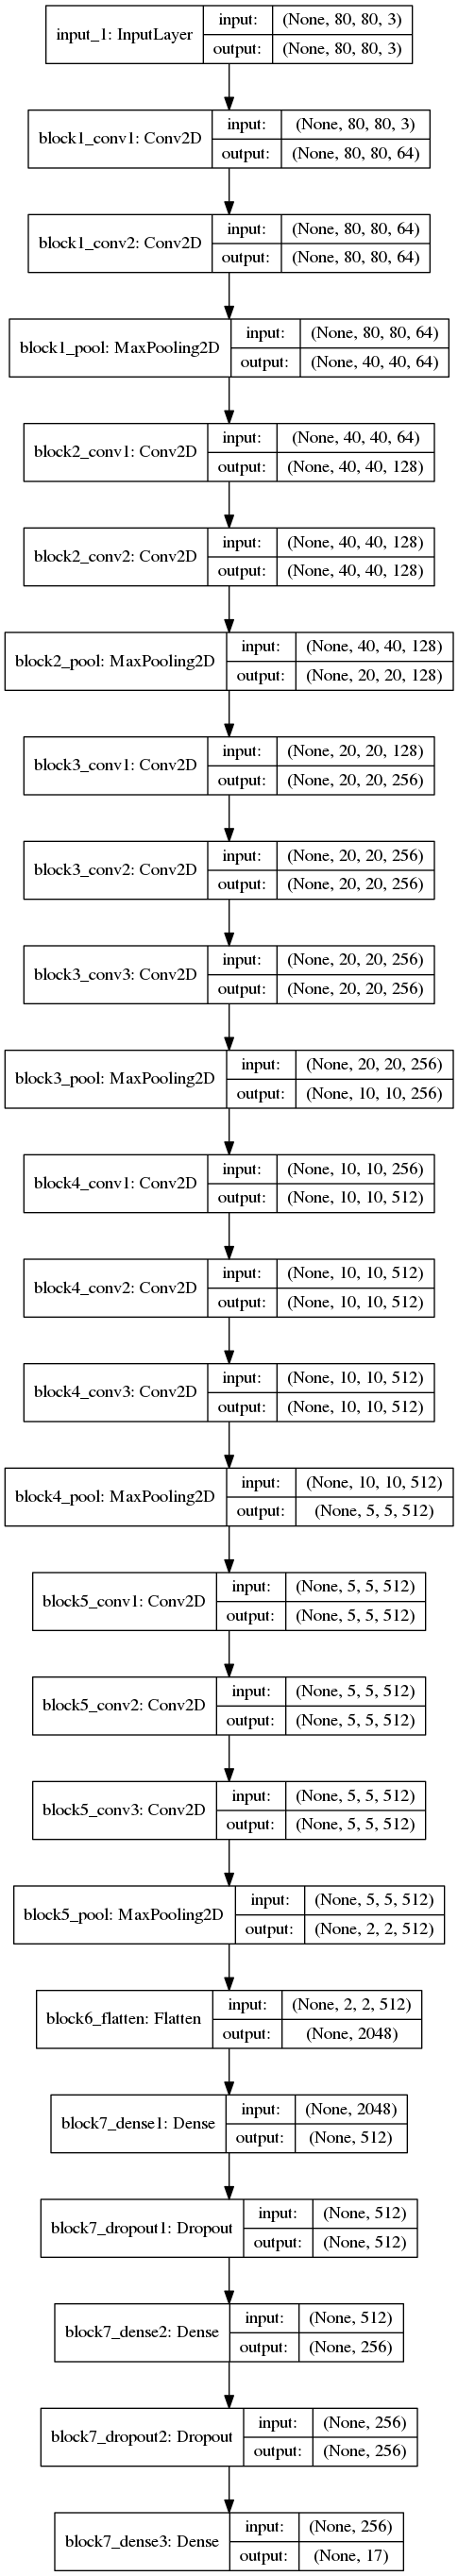 input_1: InputLayer
input: (None, 80, 80, 3)
output: (None, 80, 80, 3)
block1_conv1: Conv2D
input: (None, 80, 80, 3)
output: (None, 80, 80, 64)
block1_conv2: Conv2D
input: (None, 80, 80, 64)
output: (None, 80, 80, 64)
block1_pool: MaxPooling2D
input: (None, 80, 80, 64)
output: (None, 40, 40, 64)
block2_conv1: Conv2D
input: (None, 40, 40, 64)
output: (None, 40, 40, 128)
block2_conv2: Conv2D
input: (None, 40, 40, 128)
output: (None, 40, 40, 128)
block2_pool: MaxPooling2D
input: (None, 40, 40, 128)
output: (None, 20, 20, 128)
block3_conv1: Conv2D
input: (None, 20, 20, 128)
output: (None, 20, 20, 256)
block3_conv2: Conv2D
input: (None, 20, 20, 256)
output: (None, 20, 20, 256)
block3_conv3: Conv2D
input: (None, 20, 20, 256)
output: (None, 20, 20, 256)
block3_pool: MaxPooling2D
input: (None, 20, 20, 256)
output: (None, 10, 10, 256)
block4_conv1: Conv2D
input: (None, 10, 10, 256)
output: (None, 10, 10, 512)
block4_conv2: Conv2D
input: (None, 10, 10, 512)
output: (None, 10, 10, 512)
block4_conv3: Conv2D
input: (None, 10, 10, 512)
output: (None, 10, 10, 512)
block4_pool: MaxPooling2D
input: (None, 10, 10, 512)
output: (None, 5, 5, 512)
block5_conv1: Conv2D
input: (None, 5, 5, 512)
output: (None, 5, 5, 512)
block5_conv2: Conv2D
input: (None, 5, 5, 512)
output: (None, 5, 5, 512)
block5_conv3: Conv2D
input: (None, 5, 5, 512)
output: (None, 5, 5, 512)
block5_pool: MaxPooling2D
input: (None, 5, 5, 512)
output: (None, 2, 2, 512)
block6_flatten: Flatten
input: (None, 2, 2, 512)
output: (None, 2048)
block7_dense1: Dense
input: (None, 2048)
output: (None, 512)
block7_dropout1: Dropout
input: (None, 512)
output: (None, 512)
block7_dense2: Dense
input: (None, 512)
output: (None, 256)
block7_dropout2: Dropout
input: (None, 256)
output: (None, 256)
block7_dense3: Dense
input: (None, 256)
output: (None, 17)